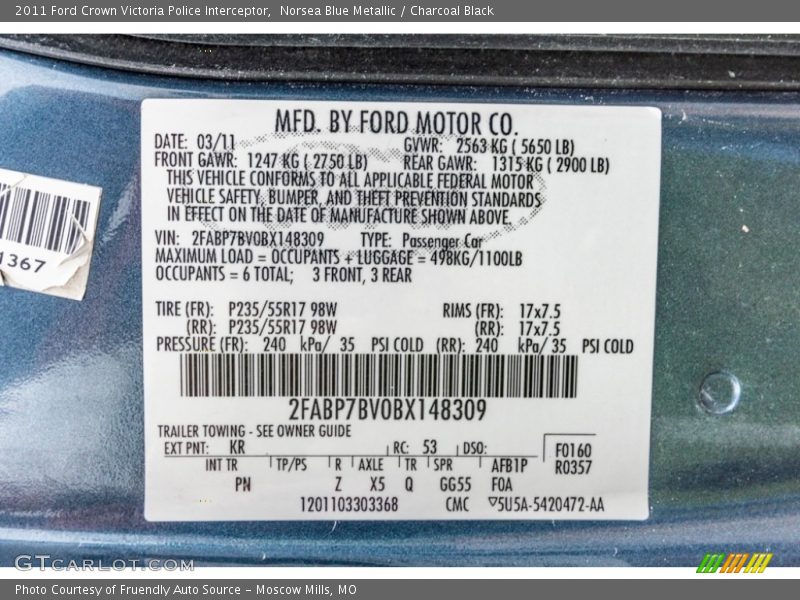 2011 Ford Crown Victoria Police Interceptor,  Norsea Blue Metallic / Charcoal Black
MFD. BY FORD MOTOR CO.
DATE: 03/11 GVWR: 2563 KG ( 5650 LB)
FRONT GAWR: 1247 KG ( 2750 LB) REAR GAWR: 1315 KG ( 2900 LB)
THIS VEHICLE CONFORMS TO ALL APPLICABLE FEDERAL MOTOR
VEHICLE SAFETY, BUMPER, AND THEFT PREVENTION STANDARDS
IN EFFECT ON THE DATE OF MANUFACTURE SHOWN ABOVE.
VIN: 2FABP7BV0BX148309 TYPE: Passenger Car
MAXIMUM LOAD = OCCUPANTS + LUGGAGE = 498KG/1100LB
OCCUPANTS = 6 TOTAL; 3 FRONT, 3 REAR
1367
TIRE (FR): P235/55R17 98W RIMS (FR): 17x7.5
(RR): P235/55R17 98W (RR): 17x7.5
PRESSURE (FR): 240 kPa/ 35 PSI COLD (RR): 240 kPa/ 35 PSI COLD
2FABP7BV0BX148309
TRAILER TOWING - SEE OWNER GUIDE
EXT PNT: KR RC: 53 DSO: F0160
R0357
INT TR TP/PS R AXLE TR SPR AFB1P
PN Z X5 Q GG55 FOA
1201103303368 CMC ▽5U5A-5420472-AA
GTCARLOT.COM
Photo Courtesy of Fruendly Auto Source – Moscow Mills, MO